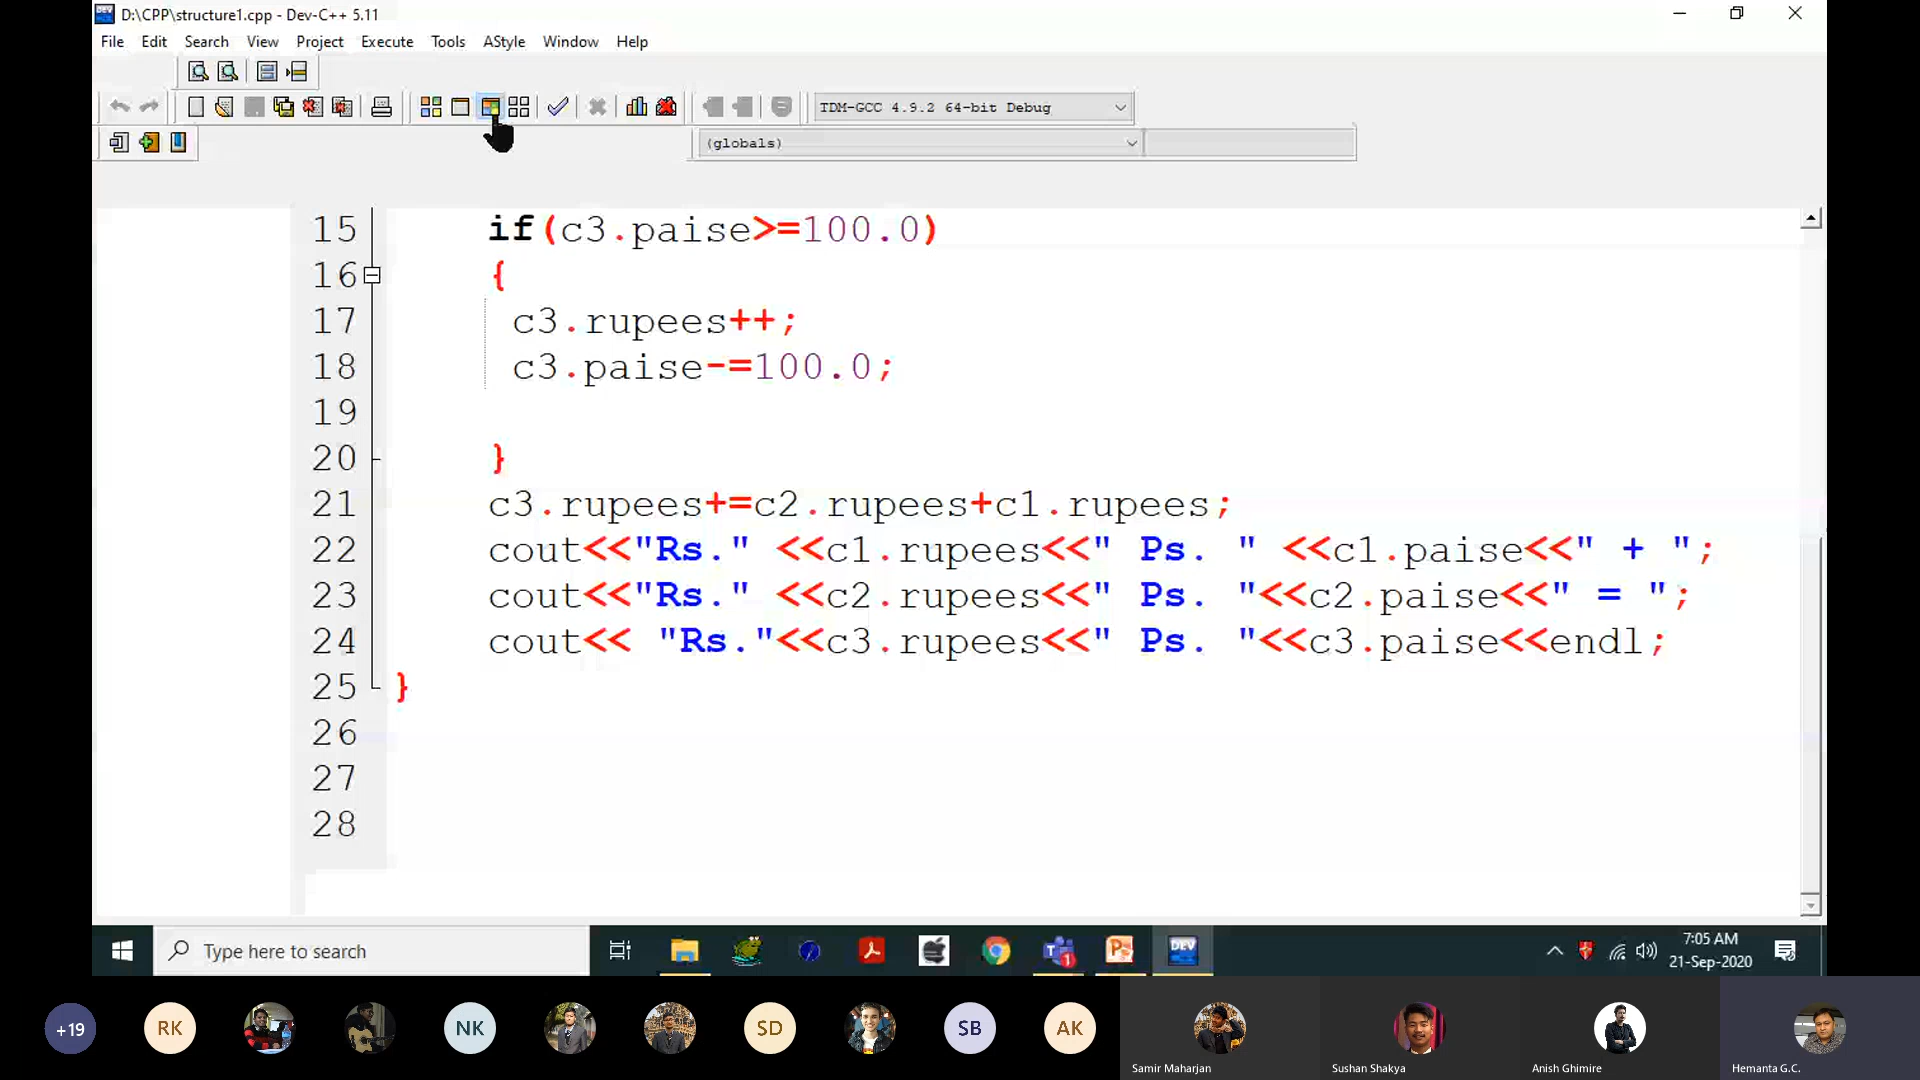 D:\CPP\structure1.cpp - Dev-C++ 5.11
File Edit Search View Project Execute Tools AStyle Window Help
TDM-GCC 4.9.2 64-bit Debug
(globals)
15 if(c3.paise>=100.0)
16 {
17 c3.rupees++;
18 c3.paise-=100.0;
19
20 }
21 c3.rupees+=c2.rupees+c1.rupees;
22 cout<<"Rs." <<c1.rupees<<" Ps. " <<c1.paise<<" + ";
23 cout<<"Rs." <<c2.rupees<<" Ps. "<<c2.paise<<" = ";
24 cout<< "Rs."<<c3.rupees<<" Ps. "<<c3.paise<<endl;
25 }
26
27
28
Type here to search
DEV
1
7:05 AM
21-Sep-2020
+19 RK NK SD SB AK
Samir Maharjan Sushan Shakya Anish Ghimire Hemanta G.C.